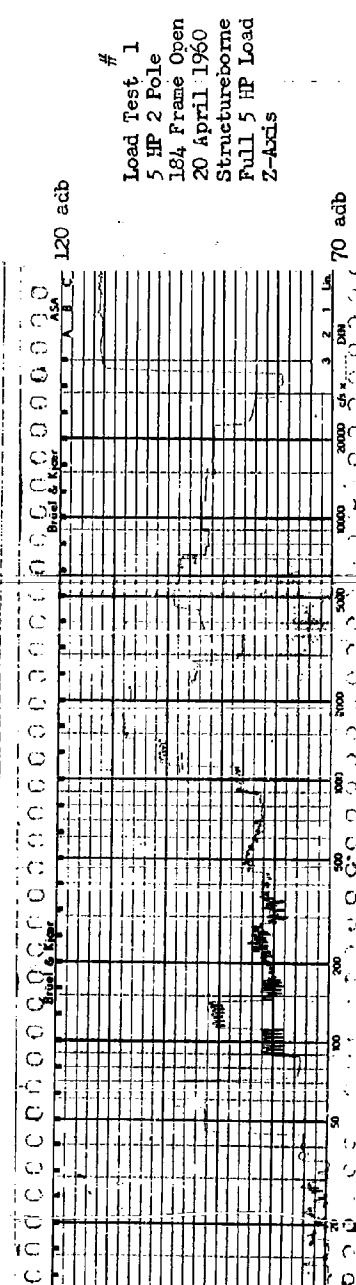 #
Load Test 1
5 HP 2 Pole
184 Frame Open
20 April 1960
Structureborne
Full 5 HP Load
Z-Axis
120 adb
70 adb
Brüel & Kjær
Brüel & Kjær
ASA
A B C
20
50
100
200
500
1000
2000
5000
10000
20000
c/s
3 2 1 Lin.
DIN